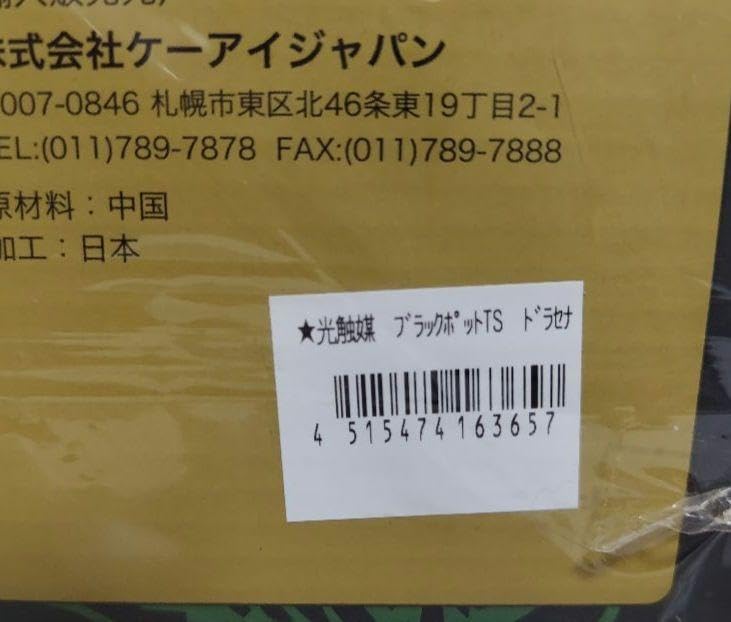 株式会社ケーアイジャパン
007-0846 札幌市東区北46条東19丁目2-1
TEL:(011)789-7878 FAX:(011)789-7888
原材料：中国
加工：日本
★光触媒 ﾌﾞﾗｯｸﾎﾟｯﾄTS ﾄﾞﾗｾﾅ
4 515474 163657